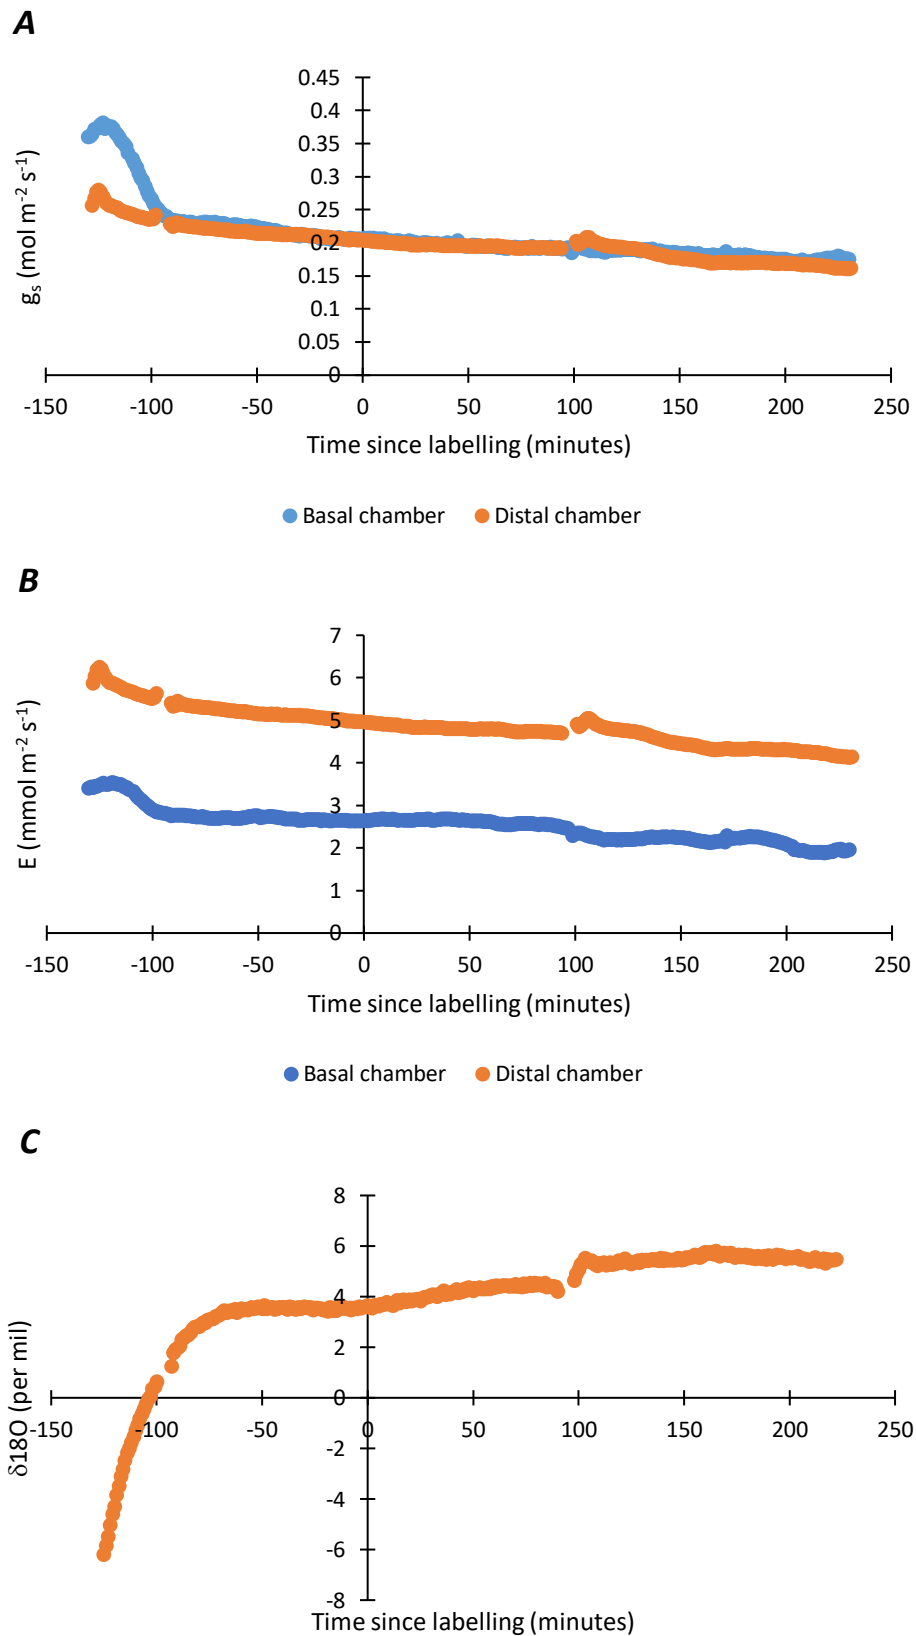 A
0.45
0.4
0.35
0.3
0.25
0.2
0.15
0.1
0.05
0
-150 -100 -50 0 50 100 150 200 250
gs (mol m-2 s-1)
Time since labelling (minutes)
Basal chamber Distal chamber
B
7
6
5
4
3
2
1
0
-150 -100 -50 0 50 100 150 200 250
E (mmol m-2 s-1)
Time since labelling (minutes)
Basal chamber Distal chamber
C
8
6
4
2
0
-150 -100 -50 0 50 100 150 200 250
-2
-4
-6
-8
δ18O (per mil)
Time since labelling (minutes)